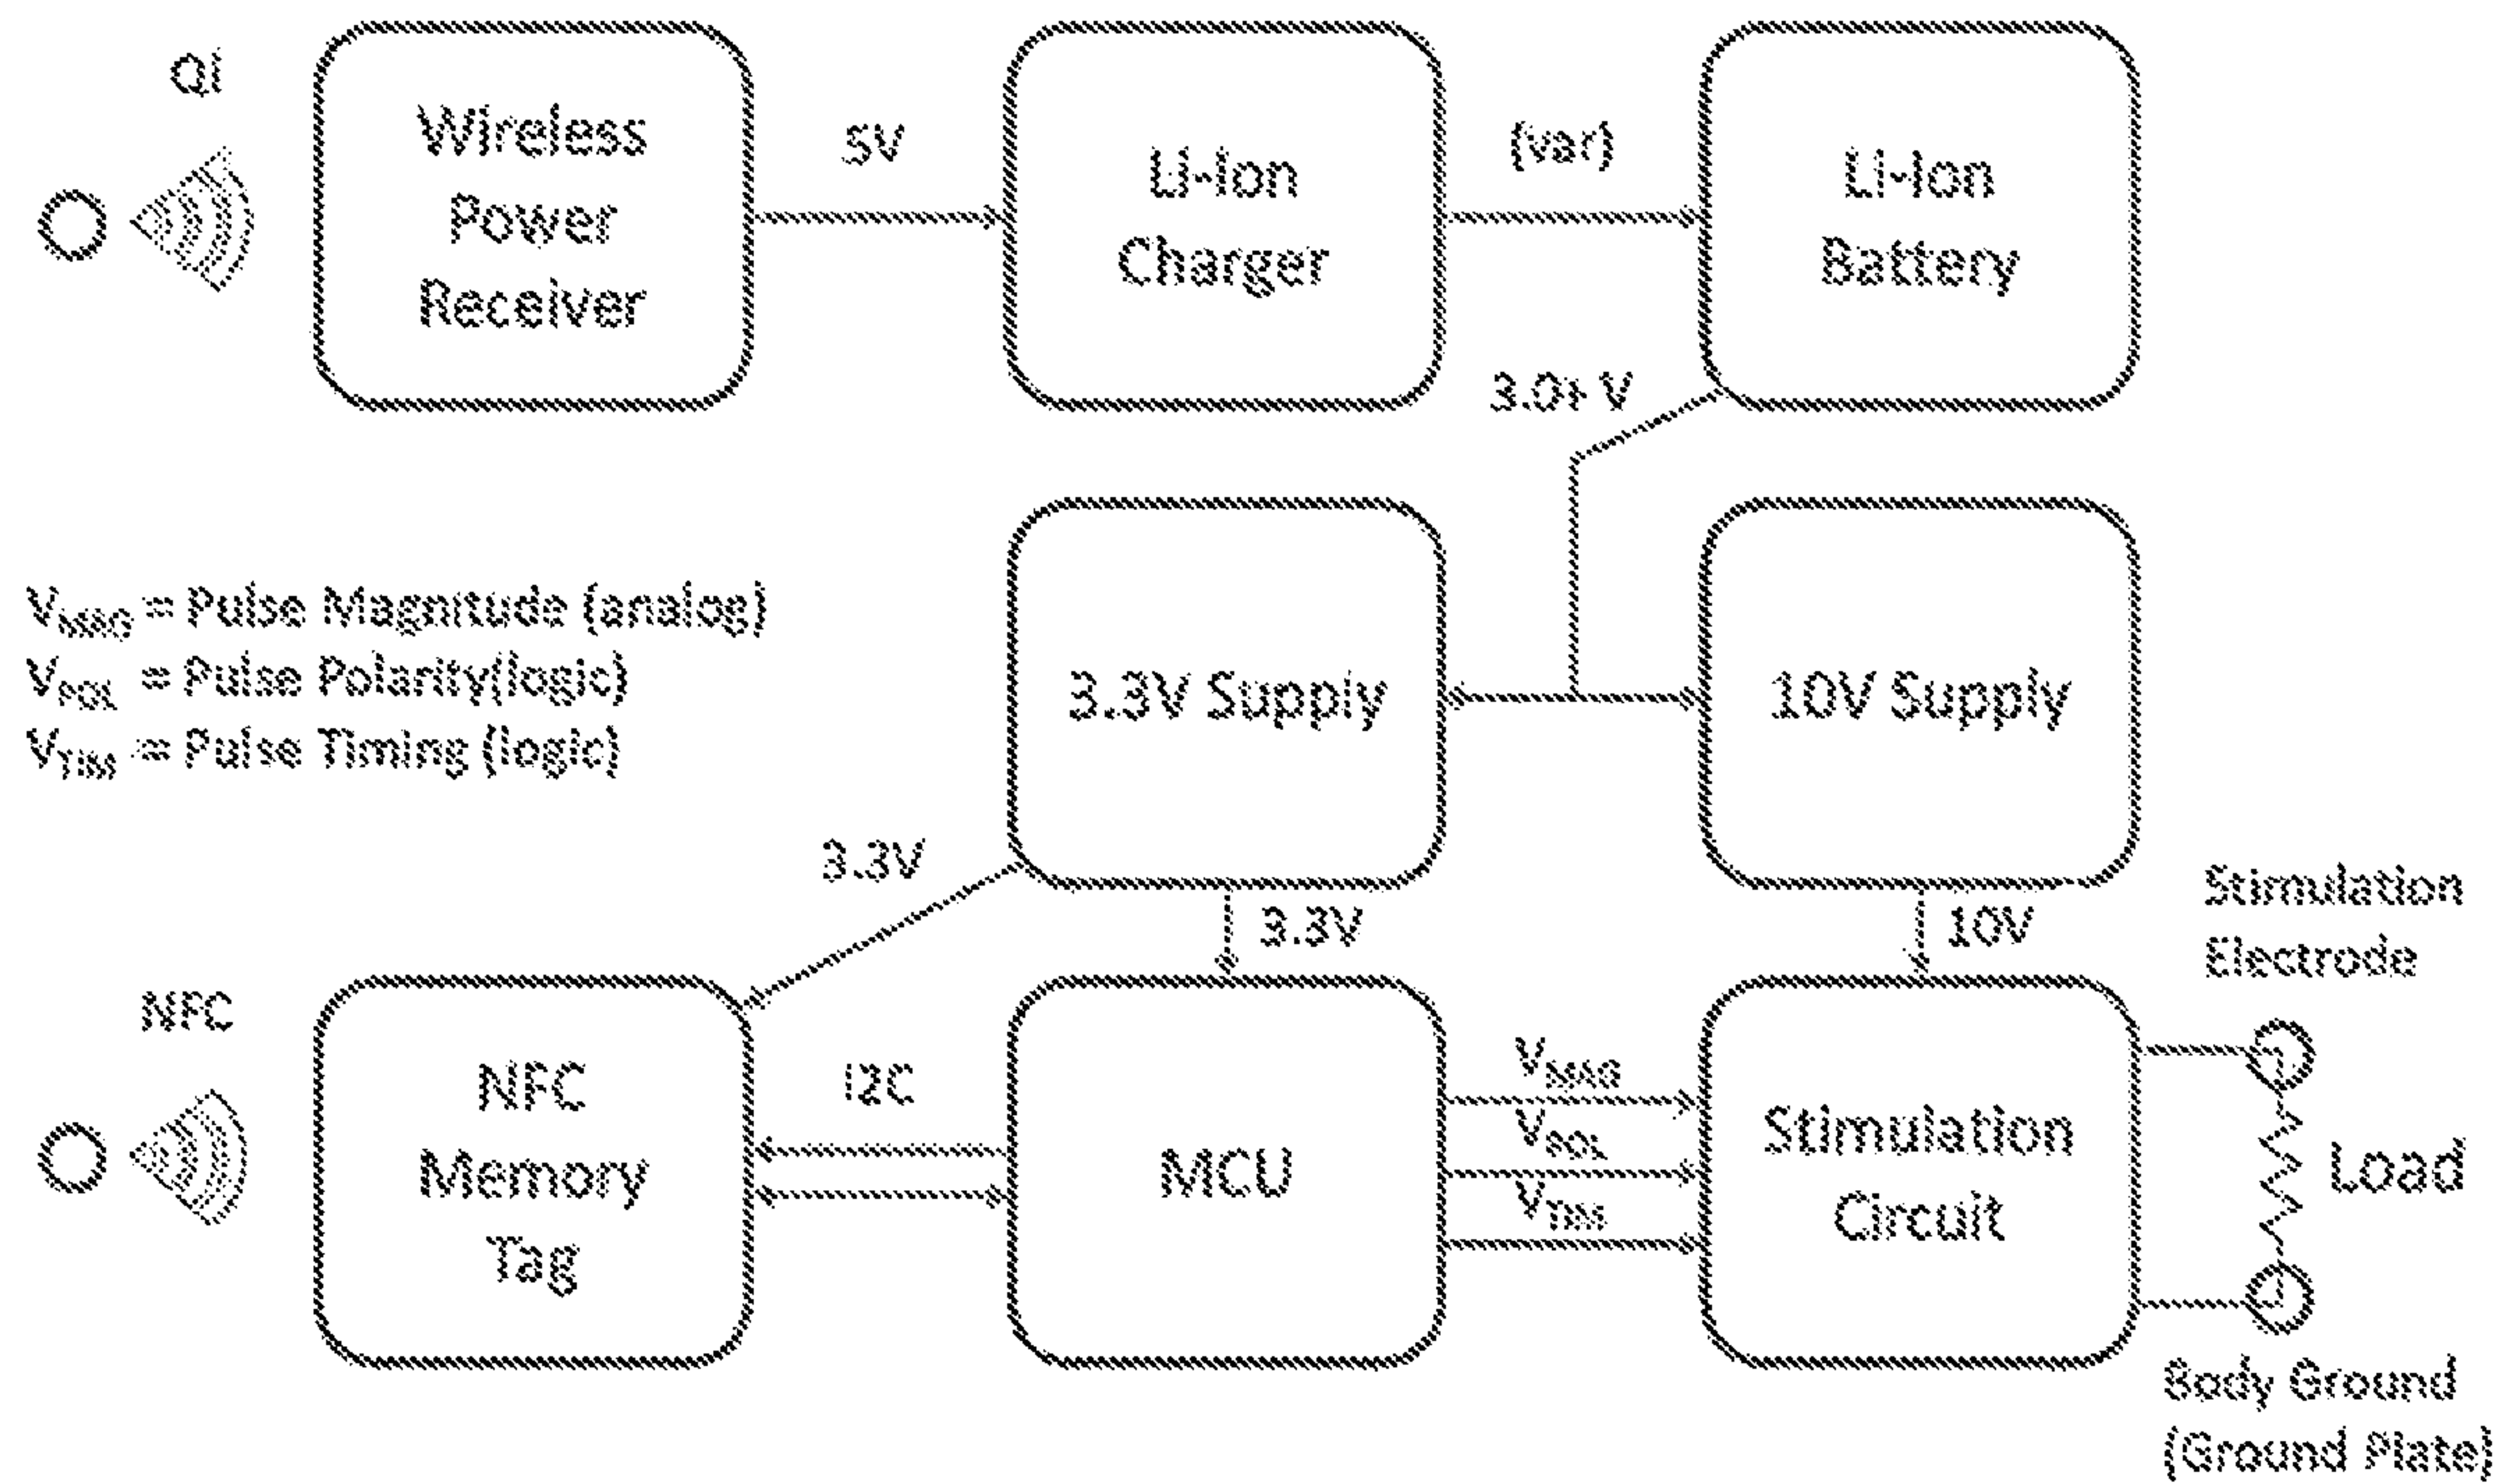 Qi
Wireless
Power
Receiver
5V
Li-Ion
Charger
(var)
Li-Ion
Battery
3.0+ V
V_MAG = Pulse Magnitude (analog)
V_POL = Pulse Polarity(logic)
V_TIM = Pulse Timing (logic)
3.3V Supply
10V Supply
3.3V
3.3V
10V
Stimulation
Electrode
NFC
NFC
Memory
Tag
I2C
MCU
V_MAG
V_POL
V_TIM
Stimulation
Circuit
Load
Body Ground
(Ground Plate)